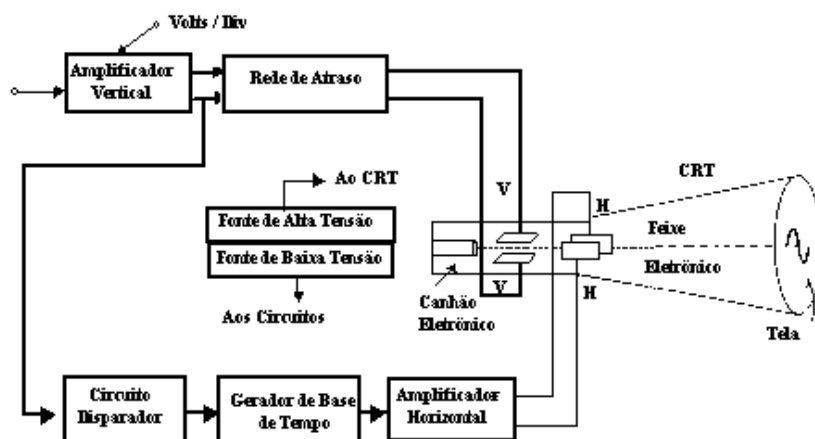 Volts / Div
Amplificador
Vertical
Rede de Atraso
Ao CRT
Fonte de Alta Tensão
Fonte de Baixa Tensão
Aos Circuitos
V
V
H
H
CRT
Feixe
Eletrônico
Canhão
Eletrônico
Tela
Circuito
Disparador
Gerador de Base
de Tempo
Amplificador
Horizontal